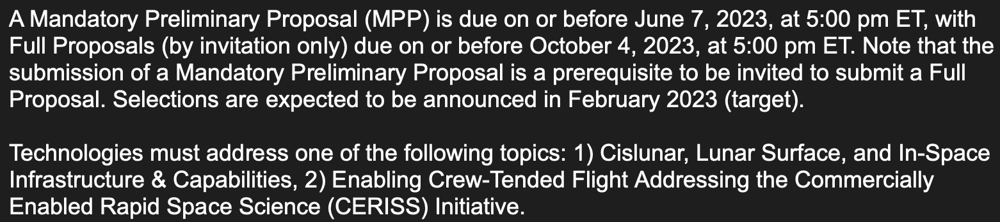 A Mandatory Preliminary Proposal (MPP) is due on or before June 7, 2023, at 5:00 pm ET, with
Full Proposals (by invitation only) due on or before October 4, 2023, at 5:00 pm ET. Note that the
submission of a Mandatory Preliminary Proposal is a prerequisite to be invited to submit a Full
Proposal. Selections are expected to be announced in February 2023 (target).
Technologies must address one of the following topics: 1) Cislunar, Lunar Surface, and In-Space
Infrastructure & Capabilities, 2) Enabling Crew-Tended Flight Addressing the Commercially
Enabled Rapid Space Science (CERISS) Initiative.